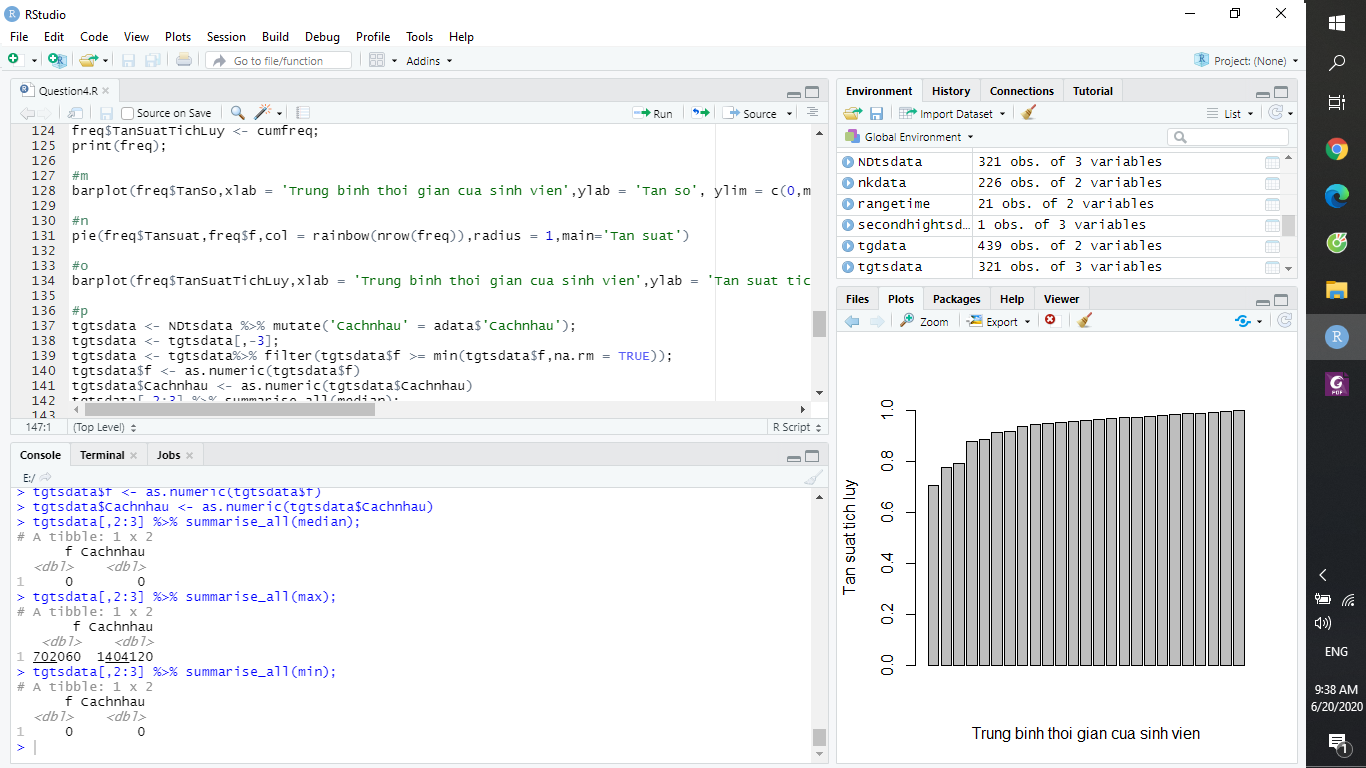 RStudio
File Edit Code View Plots Session Build Debug Profile Tools Help
Go to file/function
Addins
Project: (None)
Question4.R
Source on Save
Run
Source
124 freq$TanSuatTichLuy <- cumfreq;
125 print(freq);
126
127 #m
128 barplot(freq$TanSo,xlab = 'Trung binh thoi gian cua sinh vien',ylab = 'Tan so', ylim = c(0,m
129
130 #n
131 pie(freq$Tansuat,freq$f,col = rainbow(nrow(freq)),radius = 1,main='Tan suat')
132
133 #o
134 barplot(freq$TanSuatTichLuy,xlab = 'Trung binh thoi gian cua sinh vien',ylab = 'Tan suat tic
135
136 #p
137 tgtsdata <- NDtsdata %>% mutate('Cachnhau' = adata$'Cachnhau');
138 tgtsdata <- tgtsdata[,-3];
139 tgtsdata <- tgtsdata%>% filter(tgtsdata$f >= min(tgtsdata$f,na.rm = TRUE));
140 tgtsdata$f <- as.numeric(tgtsdata$f)
141 tgtsdata$Cachnhau <- as.numeric(tgtsdata$Cachnhau)
142 tgtsdata[,2:3] %>% summarise_all(median);
143
147:1 (Top Level) R Script
Console Terminal Jobs
E:/
> tgtsdata$f <- as.numeric(tgtsdata$f)
> tgtsdata$Cachnhau <- as.numeric(tgtsdata$Cachnhau)
> tgtsdata[,2:3] %>% summarise_all(median);
# A tibble: 1 x 2
f Cachnhau
<dbl> <dbl>
1 0 0
> tgtsdata[,2:3] %>% summarise_all(max);
# A tibble: 1 x 2
f Cachnhau
<dbl> <dbl>
1 702060 1404120
> tgtsdata[,2:3] %>% summarise_all(min);
# A tibble: 1 x 2
f Cachnhau
<dbl> <dbl>
1 0 0
>
Environment History Connections Tutorial
Import Dataset
List
Global Environment
NDtsdata 321 obs. of 3 variables
nkdata 226 obs. of 2 variables
rangetime 21 obs. of 2 variables
secondhightsd… 1 obs. of 3 variables
tgdata 439 obs. of 2 variables
tgtsdata 321 obs. of 3 variables
Files Plots Packages Help Viewer
Zoom Export
1.0
0.8
0.6
0.4
0.2
0.0
Tan suat tich luy
Trung binh thoi gian cua sinh vien
R
PDF
ENG
9:38 AM
6/20/2020
1